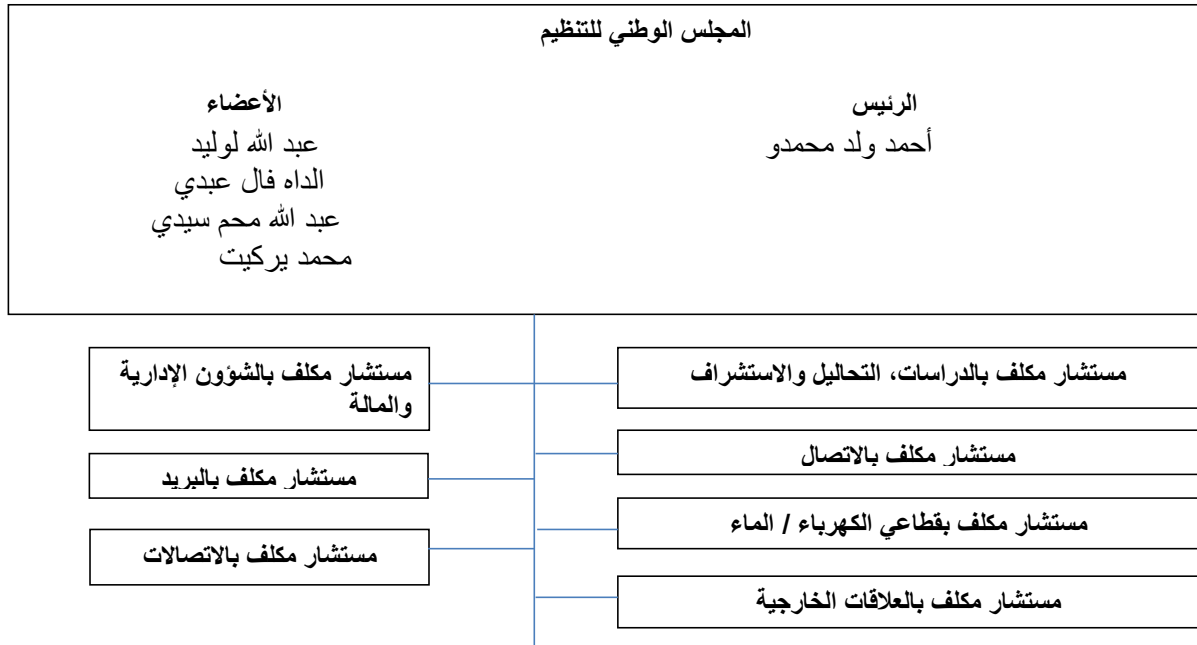 المجلس الوطني للتنظيم
الرئيس
أحمد ولد محمدو
الأعضاء
عبد الله لوليد
الداه فال عبدي
عبد الله محم سيدي
محمد يركيت
مستشار مكلف بالدراسات، التحاليل والاستشراف
مستشار مكلف بالشؤون الإدارية
والمالة
مستشار مكلف بالاتصال
مستشار مكلف بالبريد
مستشار مكلف بقطاعي الكهرباء / الماء
مستشار مكلف بالاتصالات
مستشار مكلف بالعلاقات الخارجية